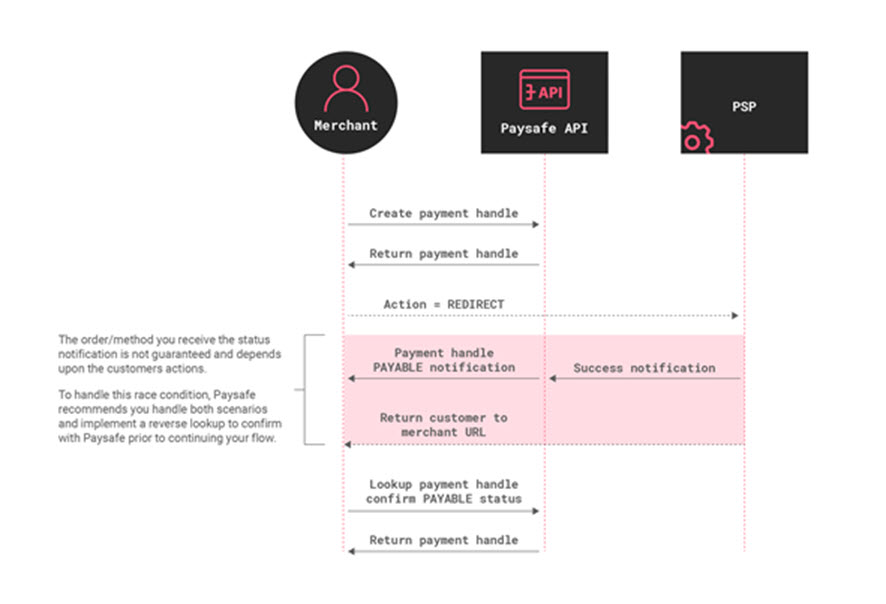 Merchant
API
Paysafe API
PSP
Create payment handle
Return payment handle
Action = REDIRECT
The order/method you receive the status
notification is not guaranteed and depends
upon the customers actions.
To handle this race condition, Paysafe
recommends you handle both scenarios
and implement a reverse lookup to confirm
with Paysafe prior to continuing your flow.
Payment handle
PAYABLE notification
Success notification
Return customer to
merchant URL
Lookup payment handle
confirm PAYABLE status
Return payment handle